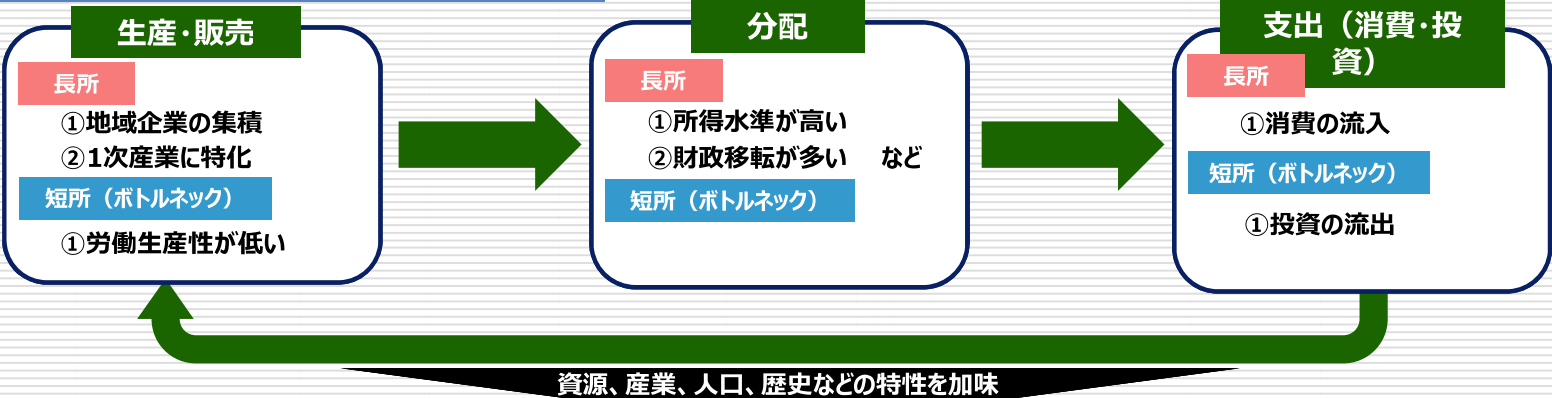 生産・販売
長所
①地域企業の集積
②1次産業に特化
短所（ボトルネック）
①労働生産性が低い
分配
長所
①所得水準が高い
②財政移転が多い　など
短所（ボトルネック）
支出（消費・投
資）
長所
①消費の流入
短所（ボトルネック）
①投資の流出
資源、産業、人口、歴史などの特性を加味